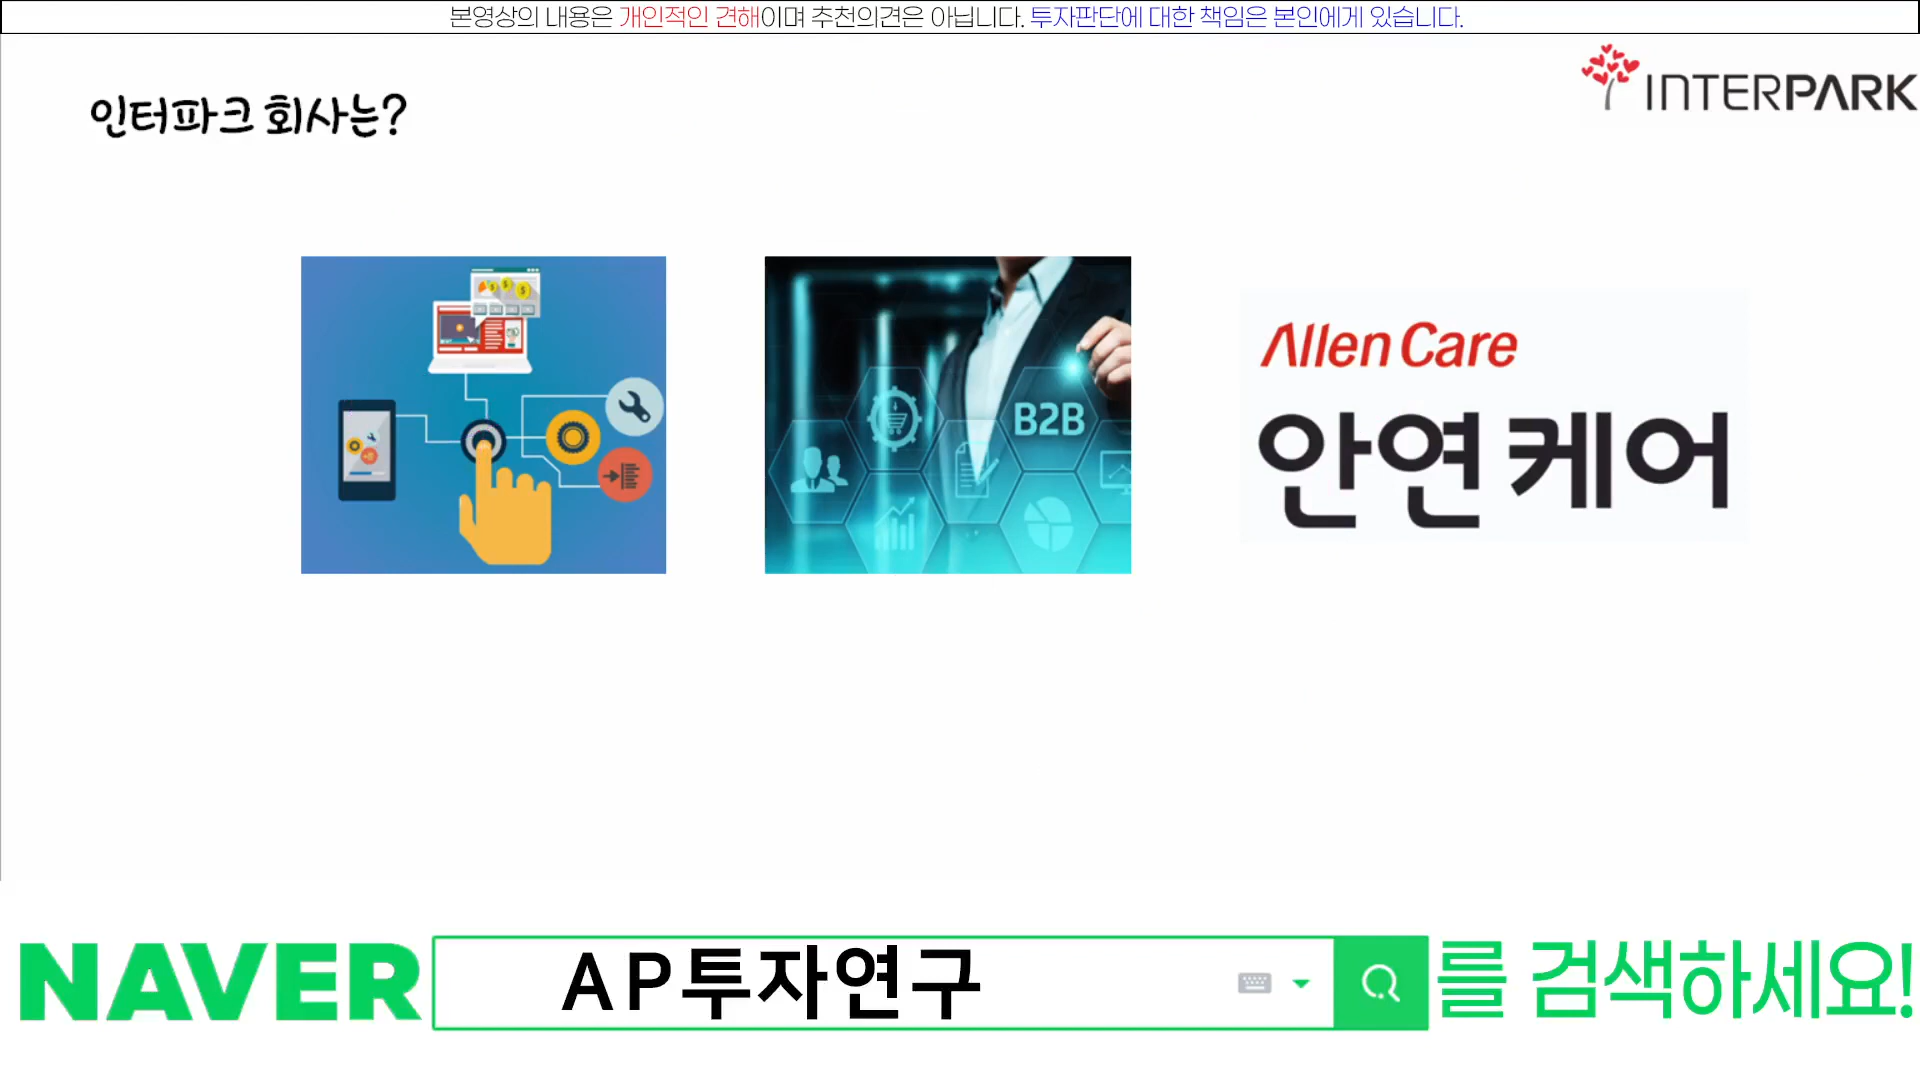 본영상의 내용은 개인적인 견해이며 추천의견은 아닙니다. 투자판단에 대한 책임은 본인에게 있습니다.
INTERPARK
인터파크 회사는?
B2B
Allen Care
안연케어
NAVER AP투자연구 를 검색하세요!